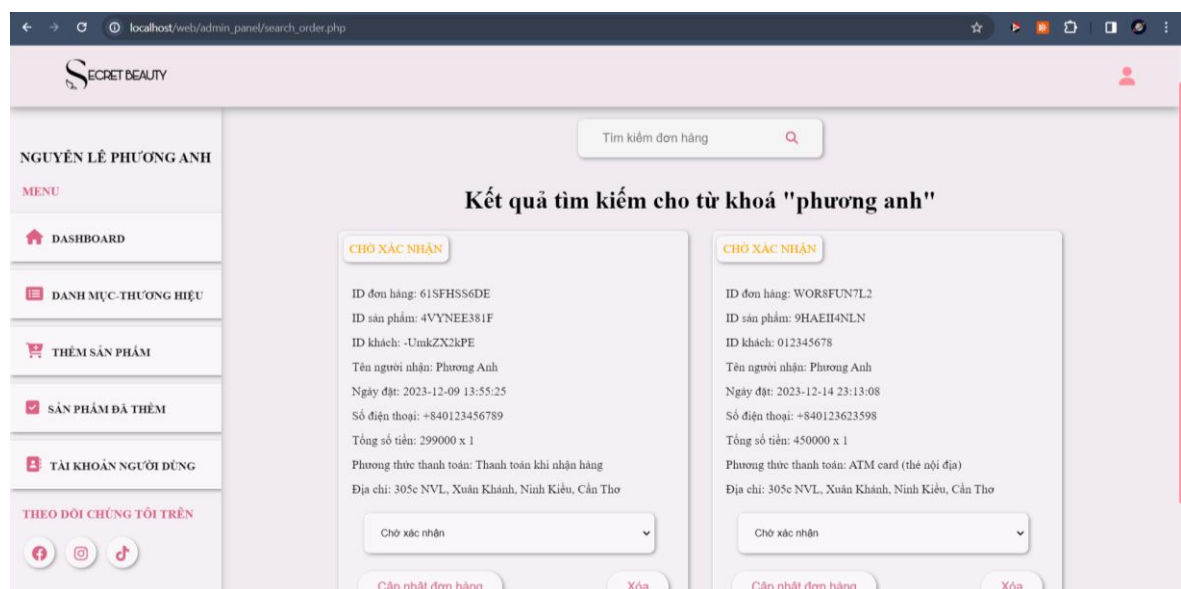 localhost/web/admin_panel/search_order.php
SECRET BEAUTY
Tìm kiếm đơn hàng
NGUYỄN LÊ PHƯƠNG ANH
MENU
DASHBOARD
DANH MỤC-THƯƠNG HIỆU
THÊM SẢN PHẨM
SẢN PHẨM ĐÃ THÊM
TÀI KHOẢN NGƯỜI DÙNG
THEO DÕI CHÚNG TÔI TRÊN
Kết quả tìm kiếm cho từ khoá "phương anh"
CHỜ XÁC NHẬN
ID đơn hàng: 61SFHSS6DE
ID sản phẩm: 4VYNEE381F
ID khách: -UmkZX2kPE
Tên người nhận: Phương Anh
Ngày đặt: 2023-12-09 13:55:25
Số điện thoại: +840123456789
Tổng số tiền: 299000 x 1
Phương thức thanh toán: Thanh toán khi nhận hàng
Địa chỉ: 305c NVL, Xuân Khánh, Ninh Kiều, Cần Thơ
Chờ xác nhận
Cập nhật đơn hàng
Xóa
CHỜ XÁC NHẬN
ID đơn hàng: WOR8FUN7L2
ID sản phẩm: 9HAEII4NLN
ID khách: 012345678
Tên người nhận: Phương Anh
Ngày đặt: 2023-12-14 23:13:08
Số điện thoại: +840123623598
Tổng số tiền: 450000 x 1
Phương thức thanh toán: ATM card (thẻ nội địa)
Địa chỉ: 305c NVL, Xuân Khánh, Ninh Kiều, Cần Thơ
Chờ xác nhận
Cập nhật đơn hàng
Xóa